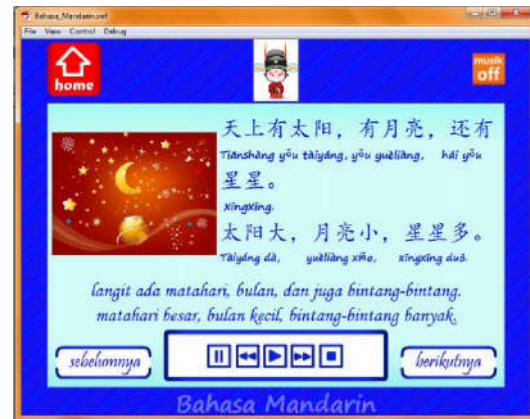 Bahasa_Mandarin.swf
File View Control Debug
home
musik
off
天上有太阳，有月亮，还有
Tiānshàng yǒu tàiyáng, yǒu yuèliàng, hái yǒu
星星。
xīngxīng.
太阳大，月亮小，星星多。
Tàiyáng dà, yuèliàng xiǎo, xīngxīng duō.
langit ada matahari, bulan, dan juga bintang-bintang.
matahari besar, bulan kecil, bintang-bintang banyak.
sebelumnya
berikutnya
Bahasa Mandarin